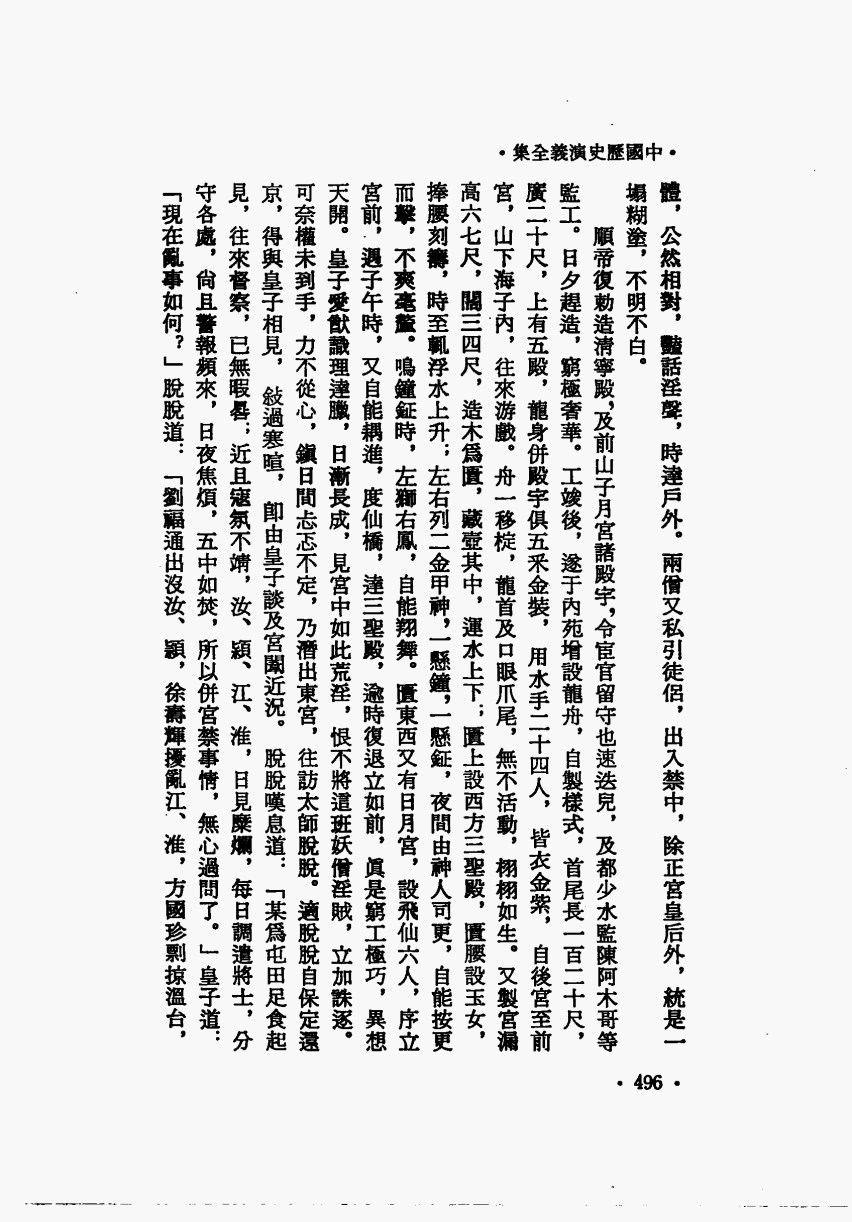 •中國歷史演義全集•
體，公然相對，豔話淫聲，時達戶外。兩僧又私引徒侶，出入禁中，除正宮皇后外，統是一
塌糊塗，不明不白。
順帝復勅造清寧殿，及前山子月宮諸殿宇，令宦官留守也速迭兒，及都少水監陳阿木哥等
監工。日夕趕造，窮極奢華。工竣後，遂于內苑增設龍舟，自製樣式，首尾長一百二十尺，
廣二十尺，上有五殿，龍身併殿宇俱五釆金裝，用水手二十四人，皆衣金紫，自後宮至前
宮，山下海子內，往來游戲。舟一移椗，龍首及口眼爪尾，無不活動，栩栩如生。又製宮漏
高六七尺，闊三四尺，造木爲匱，藏壺其中，運水上下；匱上設西方三聖殿，匱腰設玉女，
捧腰刻籌，時至輒浮水上升；左右列二金甲神，一懸鐘，一懸鉦，夜間由神人司更，自能按更
而擊，不爽毫釐。鳴鐘鉦時，左獅右鳳，自能翔舞。匱東西又有日月宮，設飛仙六人，序立
宮前，遇子午時，又自能耦進，度仙橋，達三聖殿，逾時復退立如前，眞是窮工極巧，異想
天開。皇子愛猷識理達臘，日漸長成，見宮中如此荒淫，恨不將這班妖僧淫賊，立加誅逐。
可奈權未到手，力不從心，鎭日間忐忑不定，乃潛出東宮，往訪太師脫脫。適脫脫自保定還
京，得與皇子相見，敍過寒暄，卽由皇子談及宮闈近況。脫脫嘆息道：「某爲屯田足食起
見，往來督察，已無暇晷；近且寇氛不靖，汝、潁、江、淮，日見糜爛，每日調遣將士，分
守各處，尙且警報頻來，日夜焦煩，五中如焚，所以併宮禁事情，無心過問了。」皇子道：
「現在亂事如何？」脫脫道：「劉福通出沒汝、潁，徐壽輝擾亂江、淮，方國珍剽掠溫台，
•496•